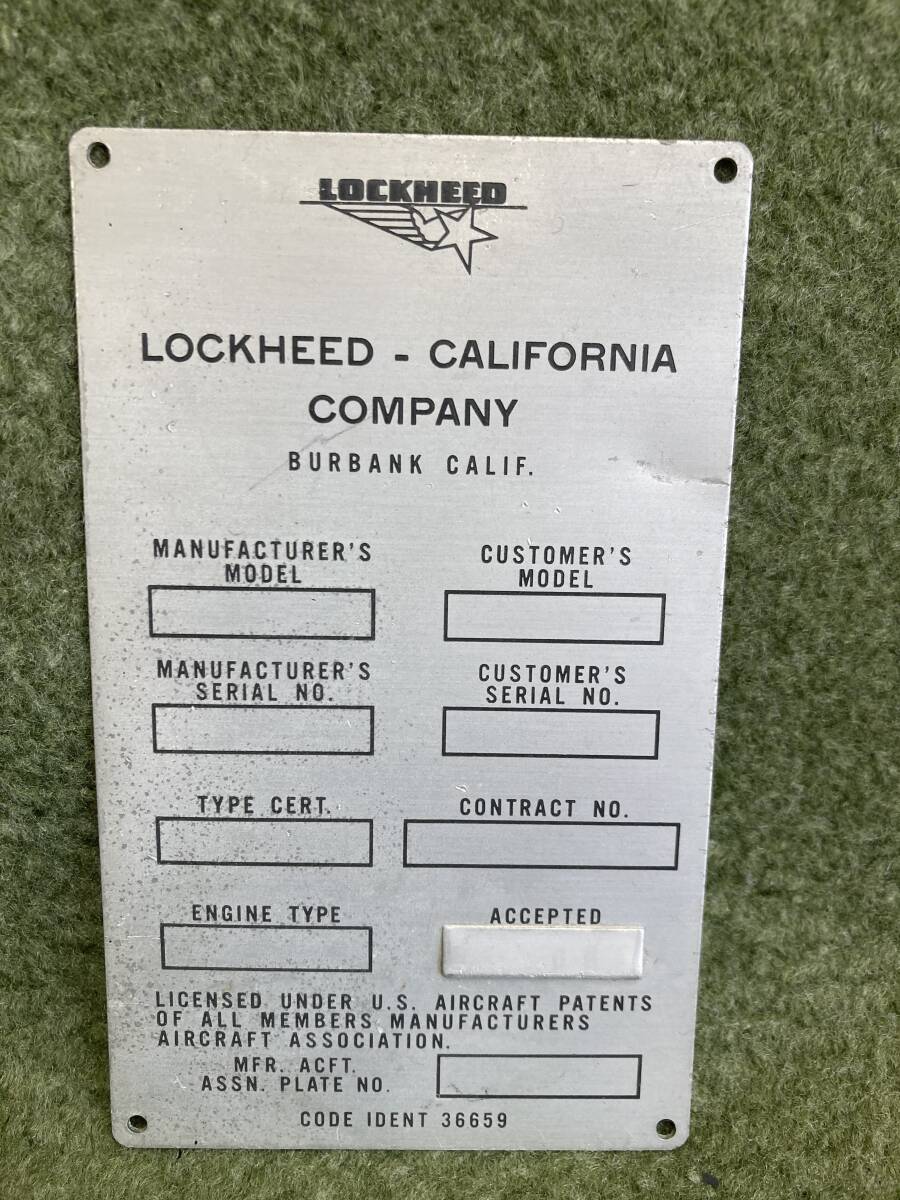 LOCKHEED
LOCKHEED - CALIFORNIA
COMPANY
BURBANK CALIF.
MANUFACTURER'S
MODEL
CUSTOMER'S
MODEL
MANUFACTURER'S
SERIAL NO.
CUSTOMER'S
SERIAL NO.
TYPE CERT.
CONTRACT NO.
ENGINE TYPE
ACCEPTED
LICENSED UNDER U.S. AIRCRAFT PATENTS
OF ALL MEMBERS MANUFACTURERS
AIRCRAFT ASSOCIATION.
MFR. ACFT.
ASSN. PLATE NO.
CODE IDENT 36659